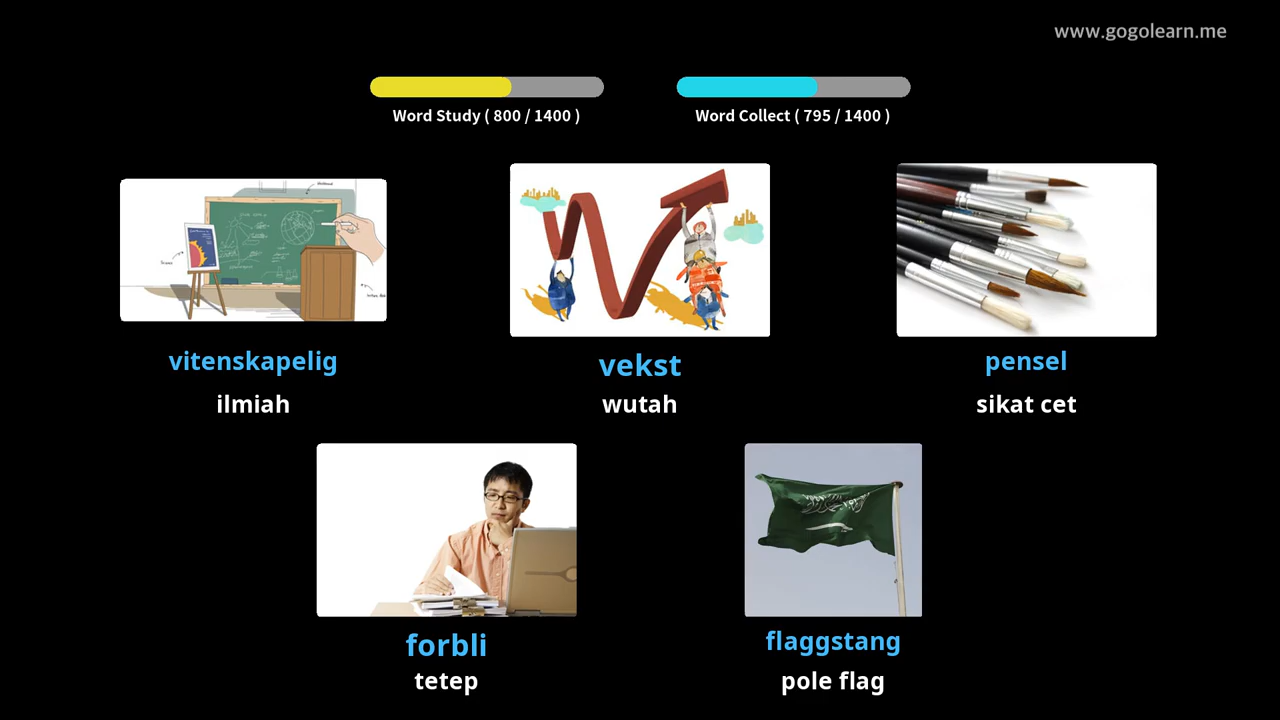 www.gogolearn.me
Word Study ( 800 / 1400 )
Word Collect ( 795 / 1400 )
vitenskapelig
ilmiah
vekst
wutah
pensel
sikat cet
forbli
tetep
flaggstang
pole flag